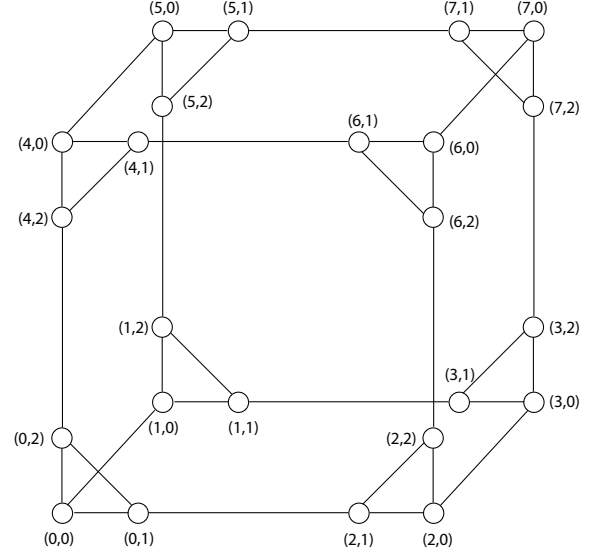 (5,0) (5,1) (7,1) (7,0)
(5,2) (7,2)
(6,1)
(4,0) (6,0)
(4,1)
(4,2) (6,2)
(1,2) (3,2)
(3,1)
(1,0) (1,1) (3,0)
(0,2) (2,2)
(0,0) (0,1) (2,1) (2,0)